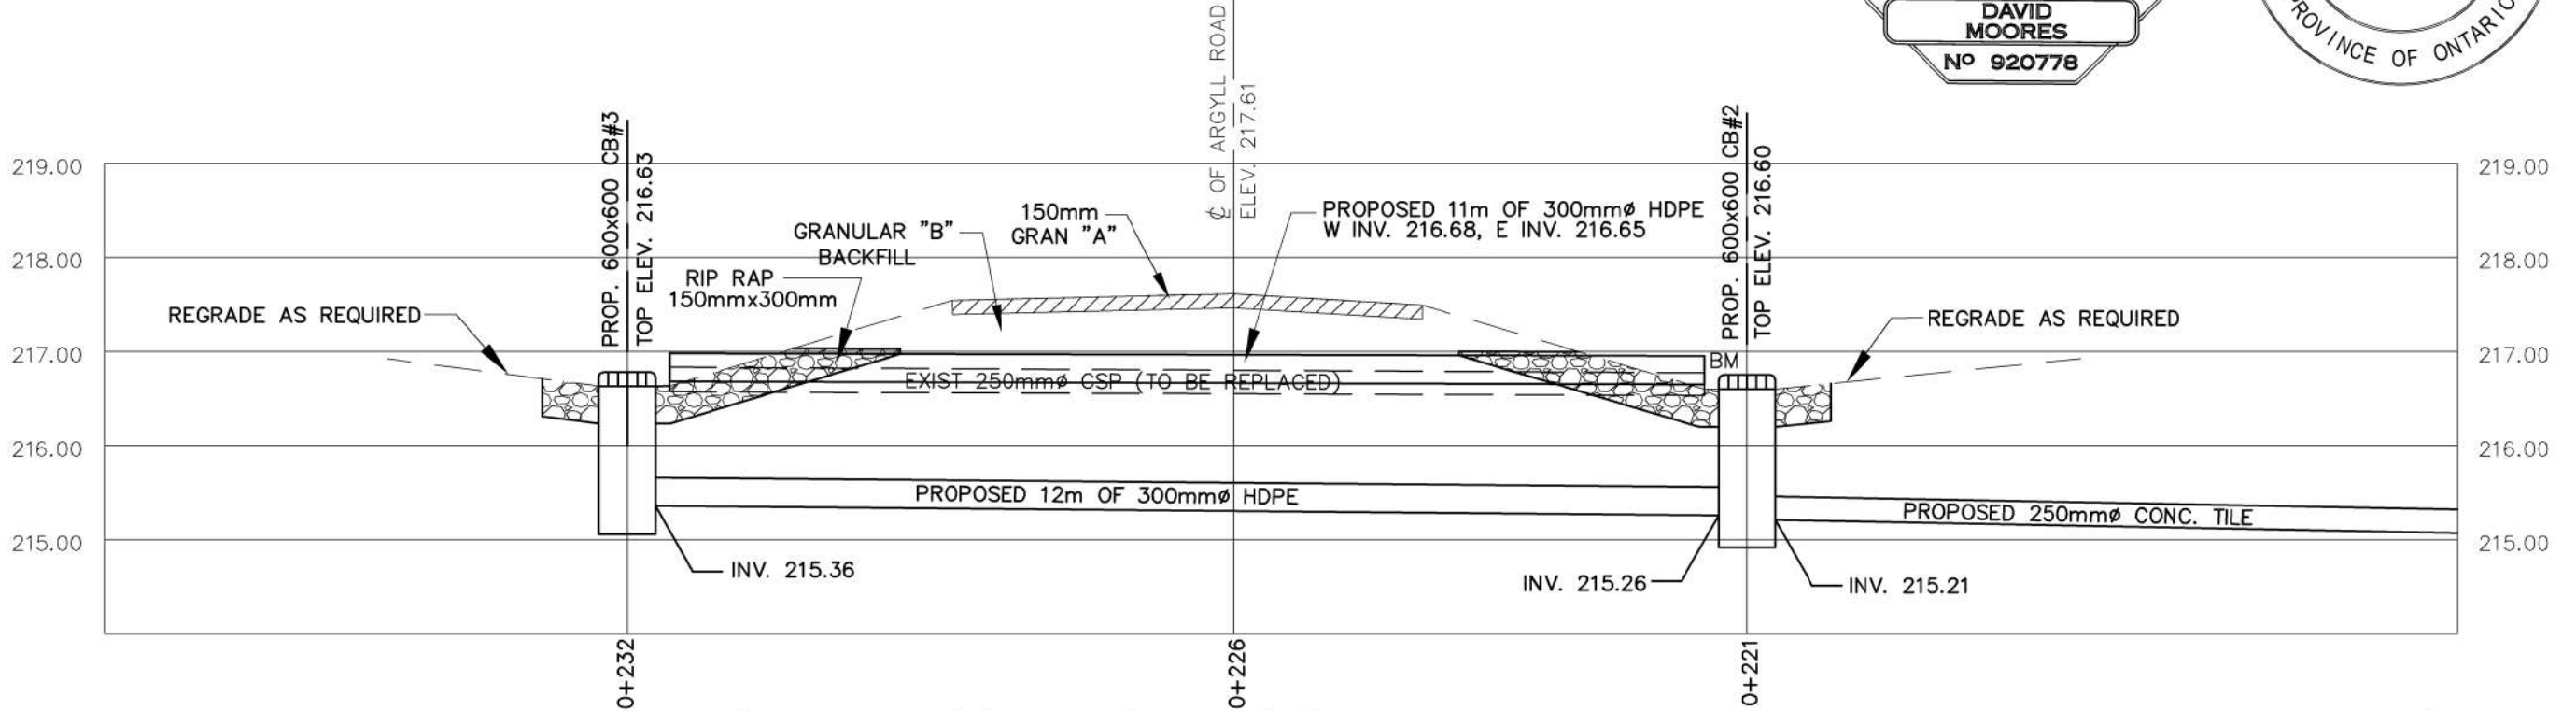 DAVID
MOORES
Nº 920778
PROVINCE OF ONTARIO
℄ OF ARGYLL ROAD
ELEV. 217.61
PROP. 600x600 CB#3
TOP ELEV. 216.63
PROP. 600x600 CB#2
TOP ELEV. 216.60
219.00
219.00
150mm
GRAN "A"
PROPOSED 11m OF 300mmø HDPE
W INV. 216.68, E INV. 216.65
GRANULAR "B"
BACKFILL
218.00
218.00
RIP RAP
150mmx300mm
REGRADE AS REQUIRED
REGRADE AS REQUIRED
217.00
217.00
BM
EXIST 250mmø CSP (TO BE REPLACED)
216.00
216.00
PROPOSED 12m OF 300mmø HDPE
PROPOSED 250mmø CONC. TILE
215.00
215.00
INV. 215.36
INV. 215.26
INV. 215.21
0+232
0+226
0+221